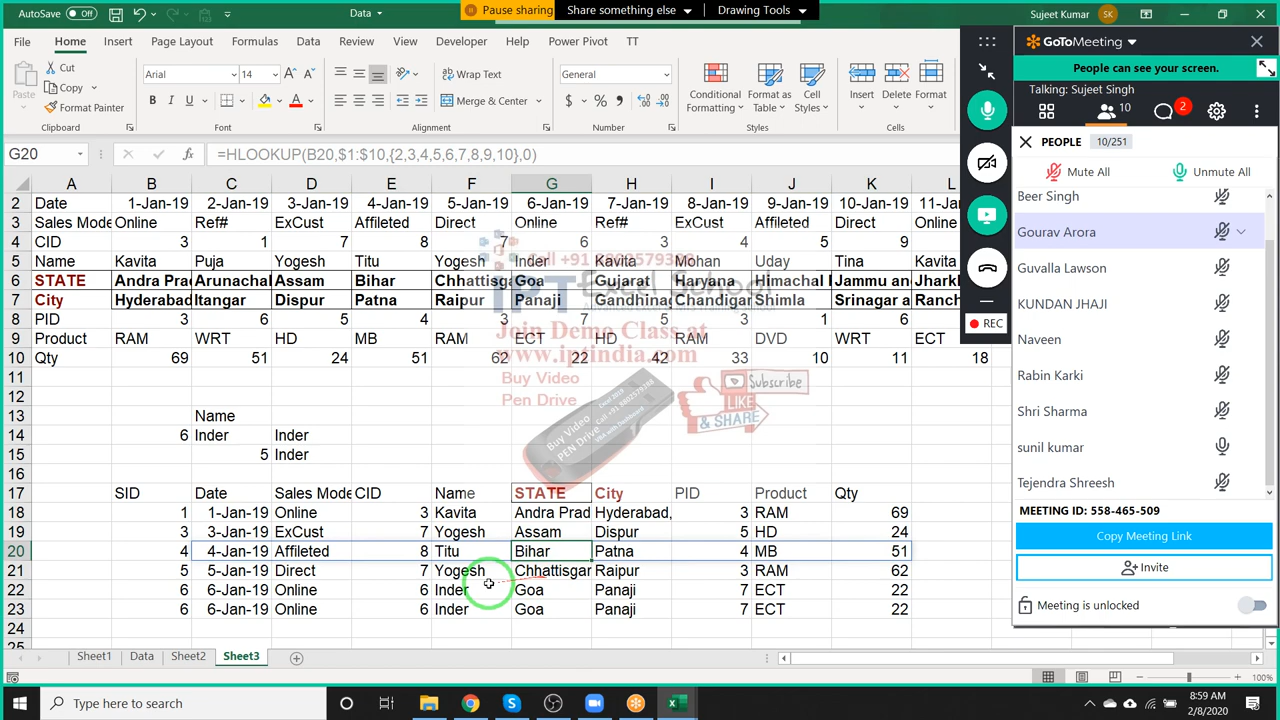 AutoSave Off Data Pause sharing Share something else Drawing Tools Sujeet Kumar SK
File Home Insert Page Layout Formulas Data Review View Developer Help Power Pivot TT
Paste Cut Copy Format Painter Clipboard
Arial 14 B I U A Font
Wrap Text Merge & Center Alignment
General $ % Number
Conditional Formatting Format as Table Cell Styles Styles
Insert Delete Format Cells
G20 fx =HLOOKUP(B20,$1:$10,{2,3,4,5,6,7,8,9,10},0)
A B C D E F G H I J K L
2 Date 1-Jan-19 2-Jan-19 3-Jan-19 4-Jan-19 5-Jan-19 6-Jan-19 7-Jan-19 8-Jan-19 9-Jan-19 10-Jan-19 11-Jan-19
3 Sales Mode Online Ref# ExCust Affileted Direct Online Ref# ExCust Affileted Direct Online
4 CID 3 1 7 8 7 6 3 4 5 9
5 Name Kavita Puja Yogesh Titu Yogesh Inder Kavita Mohan Uday Tina Kavita
6 STATE Andra Prad Arunachal Assam Bihar Chhattisga Goa Gujarat Haryana Himachal Jammu an Jharkh
7 City Hyderabad Itangar Dispur Patna Raipur Panaji Gandhinag Chandigar Shimla Srinagar a Ranch
8 PID 3 6 5 4 3 7 5 3 1 6
9 Product RAM WRT HD MB RAM ECT HD RAM DVD WRT ECT
10 Qty 69 51 24 51 62 22 42 33 10 11 18
Call +91
IPT Excel School
Join Demo Class at
www.iptindia.com
Buy Video
Pen Drive
Subscribe
LIKE
& SHARE
11
12
13 Name
14 6 Inder Inder
15 5 Inder
16
17 SID Date Sales Mode CID Name STATE City PID Product Qty
18 1 1-Jan-19 Online 3 Kavita Andra Prad Hyderabad, 3 RAM 69
19 3 3-Jan-19 ExCust 7 Yogesh Assam Dispur 5 HD 24
20 4 4-Jan-19 Affileted 8 Titu Bihar Patna 4 MB 51
21 5 5-Jan-19 Direct 7 Yogesh Chhattisgar Raipur 3 RAM 62
22 6 6-Jan-19 Online 6 Inder Goa Panaji 7 ECT 22
23 6 6-Jan-19 Online 6 Inder Goa Panaji 7 ECT 22
24
25
Sheet1 Data Sheet2 Sheet3
100%
REC
GoToMeeting
People can see your screen.
Talking: Sujeet Singh
10 2
PEOPLE 10/251
Mute All Unmute All
Beer Singh
Gourav Arora
Guvalla Lawson
KUNDAN JHAJI
Naveen
Rabin Karki
Shri Sharma
sunil kumar
Tejendra Shreesh
MEETING ID: 558-465-509
Copy Meeting Link
Invite
Meeting is unlocked
Type here to search
8:59 AM
2/8/2020